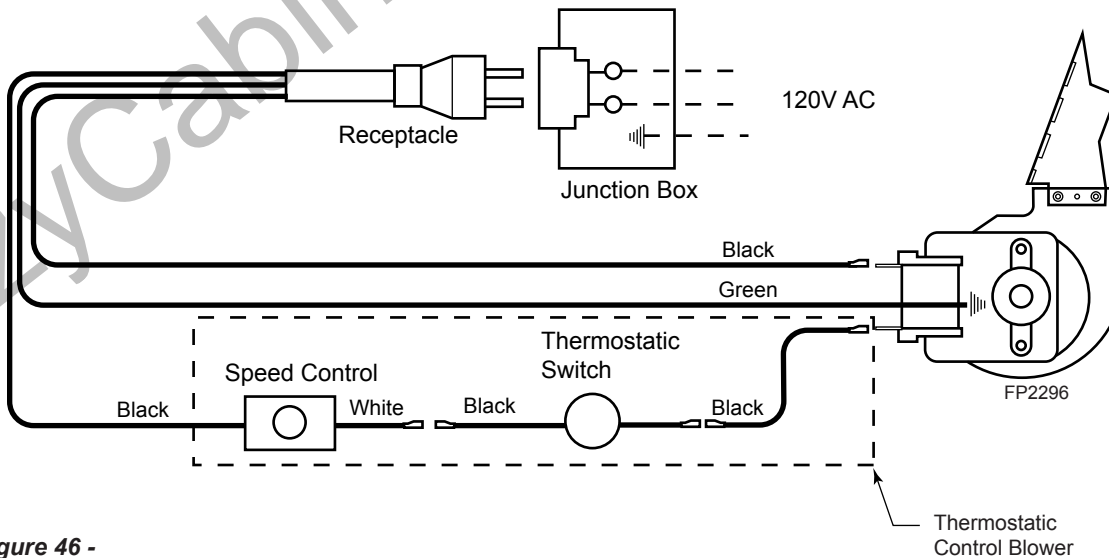 120V AC
Receptacle
Junction Box
Black
Green
Thermostatic
Switch
Speed Control
Black
White
Black
Black
FP2296
Thermostatic
Control Blower
gure 46 -